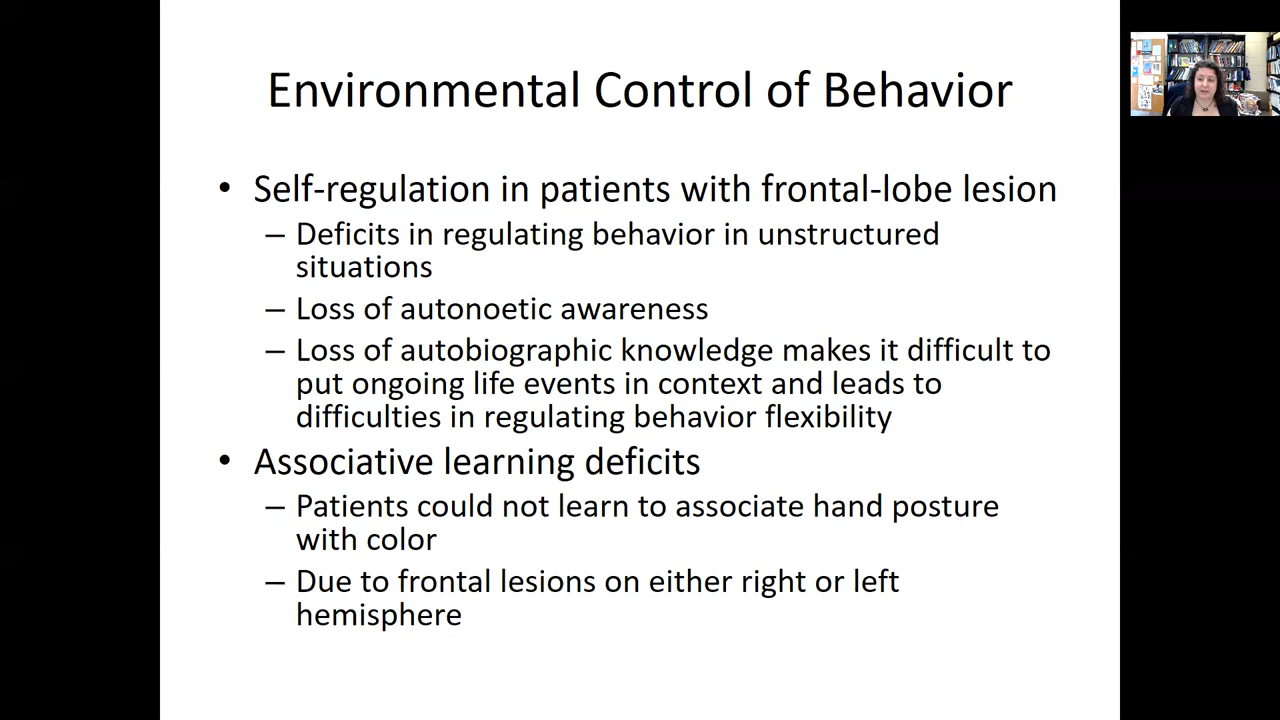 Environmental Control of Behavior
• Self-regulation in patients with frontal-lobe lesion
– Deficits in regulating behavior in unstructured
situations
– Loss of autonoetic awareness
– Loss of autobiographic knowledge makes it difficult to
put ongoing life events in context and leads to
difficulties in regulating behavior flexibility
• Associative learning deficits
– Patients could not learn to associate hand posture
with color
– Due to frontal lesions on either right or left
hemisphere